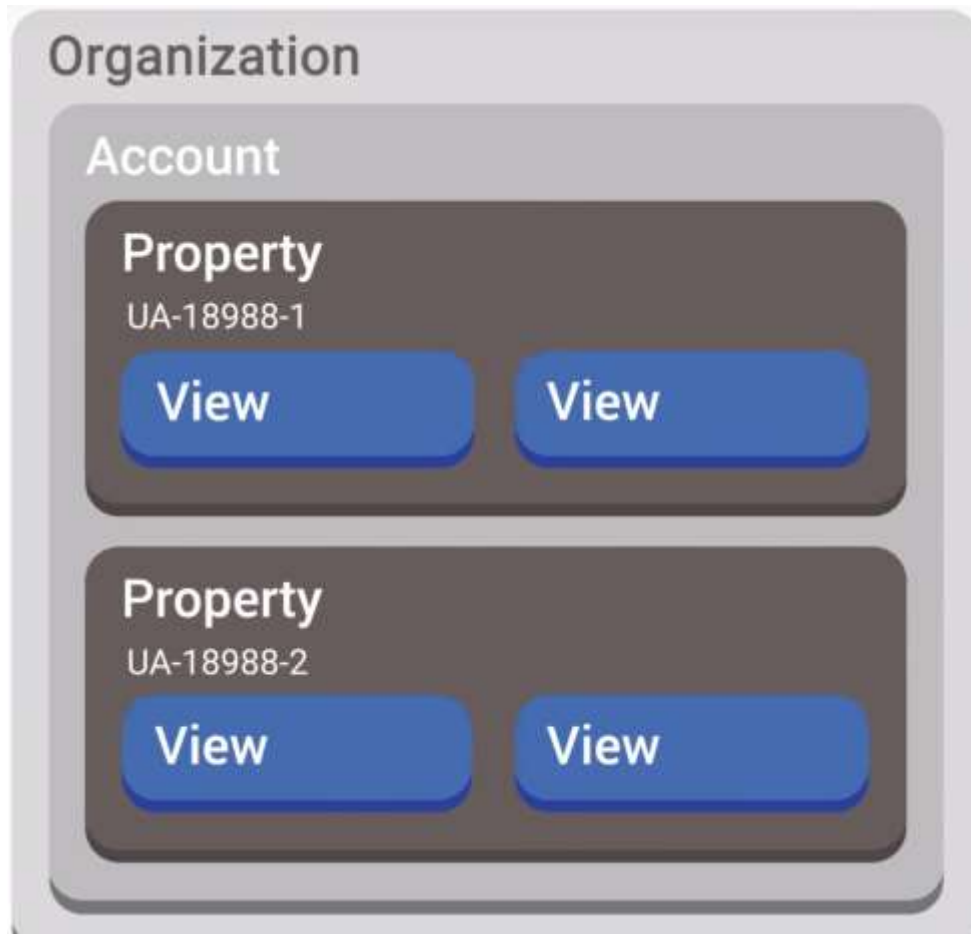 Organization
Account
Property
UA-18988-1
View View
Property
UA-18988-2
View View